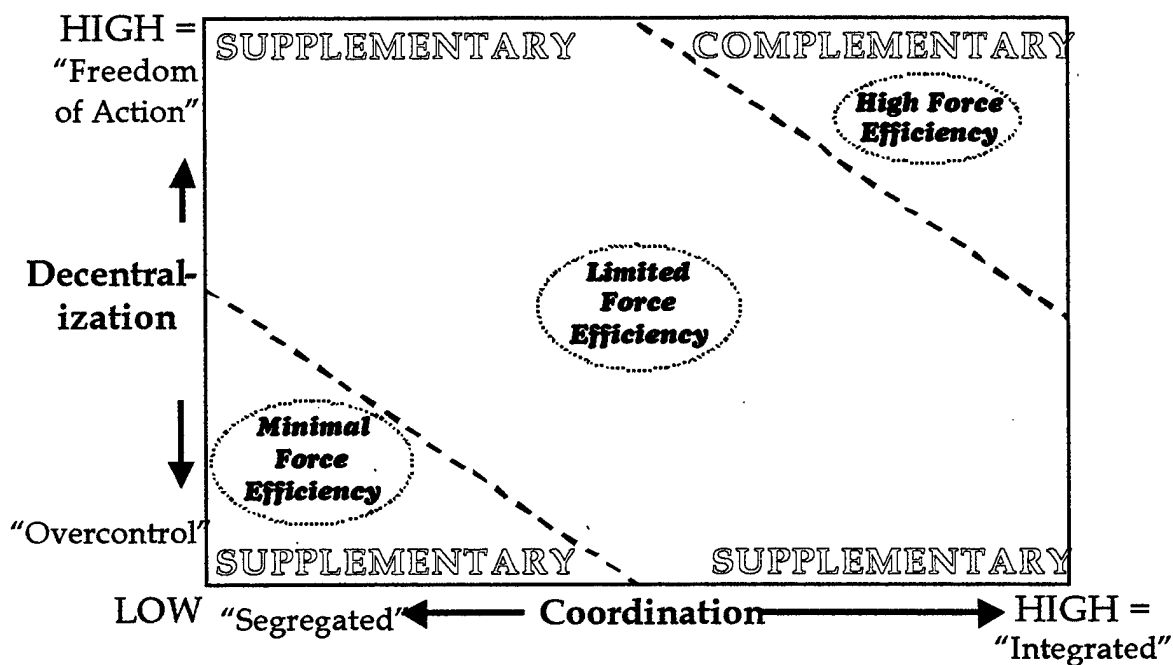 HIGH =
"Freedom
of Action"
SUPPLEMENTARY
COMPLEMENTARY
High Force
Efficiency
Decentral-
ization
Limited
Force
Efficiency
Minimal
Force
Efficiency
"Overcontrol"
SUPPLEMENTARY
SUPPLEMENTARY
LOW
"Segregated"
Coordination
HIGH =
"Integrated"